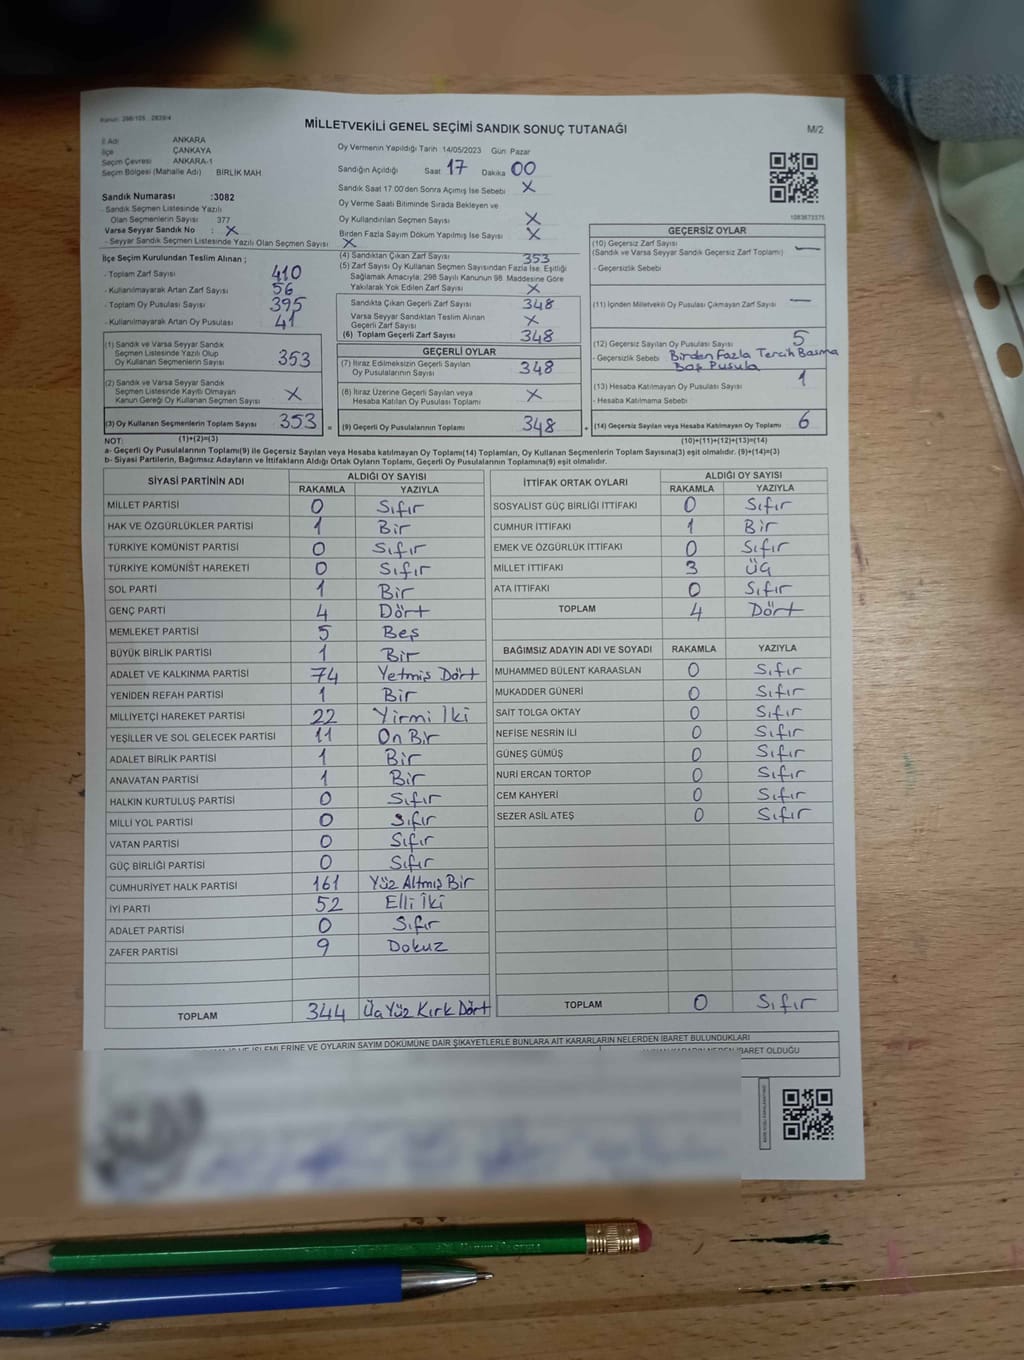 Kanun: 298/105 , 2839/4
MİLLETVEKİLİ GENEL SEÇİMİ SANDIK SONUÇ TUTANAĞI
M/2
İl Adı ANKARA
İlçe ÇANKAYA
Seçim Çevresi ANKARA-1
Seçim Bölgesi (Mahalle Adı) BİRLİK MAH.
Sandık Numarası :3082
- Sandık Seçmen Listesinde Yazılı
Olan Seçmenlerin Sayısı 377
Varsa Seyyar Sandık No : X
- Seyyar Sandık Seçmen Listesinde Yazılı Olan Seçmen Sayısı X
Oy Vermenin Yapıldığı Tarih 14/05/2023 Gün Pazar
Sandığın Açıldığı Saat 17 Dakika 00
Sandık Saat 17.00'den Sonra Açımış İse Sebebi X
Oy Verme Saati Bitiminde Sırada Bekleyen ve
Oy Kullandırılan Seçmen Sayısı X
Birden Fazla Sayım Döküm Yapılmış İse Sayısı X
1083673375
İlçe Seçim Kurulundan Teslim Alınan ;
- Toplam Zarf Sayısı 410
- Kullanılmayarak Artan Zarf Sayısı 56
- Toplam Oy Pusulası Sayısı 395
- Kullanılmayarak Artan Oy Pusulası 41
(1) Sandık ve Varsa Seyyar Sandık
Seçmen Listesinde Yazılı Olup
Oy Kullanan Seçmenlerin Sayısı 353
(2) Sandık ve Varsa Seyyar Sandık
Seçmen Listesinde Kayıtlı Olmayan
Kanun Gereği Oy Kullanan Seçmen Sayısı X
(3) Oy Kullanan Seçmenlerin Toplam Sayısı 353 =
(4) Sandıktan Çıkan Zarf Sayısı 353
(5) Zarf Sayısı Oy Kullanan Seçmen Sayısından Fazla İse, Eşitliği
Sağlamak Amacıyla, 298 Sayılı Kanunun 98. Maddesine Göre
Yakılarak Yok Edilen Zarf Sayısı X
Sandıkta Çıkan Geçerli Zarf Sayısı 348
Varsa Seyyar Sandıktan Teslim Alınan
Geçerli Zarf Sayısı X
(6) Toplam Geçerli Zarf Sayısı 348
GEÇERLİ OYLAR
(7) İtiraz Edilmeksizin Geçerli Sayılan
Oy Pusulalarının Sayısı 348
(8) İtiraz Üzerine Geçerli Sayılan veya
Hesaba Katılan Oy Pusulası Toplamı X
(9) Geçerli Oy Pusulalarının Toplamı 348 +
GEÇERSİZ OYLAR
(10) Geçersiz Zarf Sayısı
(Sandık ve Varsa Seyyar Sandık Geçersiz Zarf Toplamı) —
- Geçersizlik Sebebi
(11) İçinden Milletvekili Oy Pusulası Çıkmayan Zarf Sayısı —
(12) Geçersiz Sayılan Oy Pusulası Sayısı 5
- Geçersizlik Sebebi Birden Fazla Tercih Basma
Boş Pusula
(13) Hesaba Katılmayan Oy Pusulası Sayısı 1
- Hesaba Katılmama Sebebi
(14) Geçersiz Sayılan veya Hesaba Katılmayan Oy Toplamı 6
NOT: (1)+(2)=(3) (10)+(11)+(12)+(13)=(14)
a- Geçerli Oy Pusulalarının Toplamı(9) ile Geçersiz Sayılan veya Hesaba Katılmayan Oy Toplamı(14) Toplamları, Oy Kullanan Seçmenlerin Toplam Sayısına(3) eşit olmalıdır. (9)+(14)=(3)
b- Siyasi Partilerin, Bağımsız Adayların ve İttifakların Aldığı Ortak Oyların Toplamı, Geçerli Oy Pusulalarının Toplamına(9) eşit olmalıdır.
SİYASİ PARTİNİN ADI ALDIĞI OY SAYISI
RAKAMLA YAZIYLA
MİLLET PARTİSİ 0 Sıfır
HAK VE ÖZGÜRLÜKLER PARTİSİ 1 Bir
TÜRKİYE KOMÜNİST PARTİSİ 0 Sıfır
TÜRKİYE KOMÜNİST HAREKETİ 0 Sıfır
SOL PARTİ 1 Bir
GENÇ PARTİ 4 Dört
MEMLEKET PARTİSİ 5 Beş
BÜYÜK BİRLİK PARTİSİ 1 Bir
ADALET VE KALKINMA PARTİSİ 74 Yetmiş Dört
YENİDEN REFAH PARTİSİ 1 Bir
MİLLİYETÇİ HAREKET PARTİSİ 22 Yirmi İki
YEŞİLLER VE SOL GELECEK PARTİSİ 11 On Bir
ADALET BİRLİK PARTİSİ 1 Bir
ANAVATAN PARTİSİ 1 Bir
HALKIN KURTULUŞ PARTİSİ 0 Sıfır
MİLLİ YOL PARTİSİ 0 Sıfır
VATAN PARTİSİ 0 Sıfır
GÜÇ BİRLİĞİ PARTİSİ 0 Sıfır
CUMHURİYET HALK PARTİSİ 161 Yüz Altmış Bir
İYİ PARTİ 52 Elli İki
ADALET PARTİSİ 0 Sıfır
ZAFER PARTİSİ 9 Dokuz
TOPLAM 344 Üç Yüz Kırk Dört
İTTİFAK ORTAK OYLARI ALDIĞI OY SAYISI
RAKAMLA YAZIYLA
SOSYALİST GÜÇ BİRLİĞİ İTTİFAKI 0 Sıfır
CUMHUR İTTİFAKI 1 Bir
EMEK VE ÖZGÜRLÜK İTTİFAKI 0 Sıfır
MİLLET İTTİFAKI 3 Üç
ATA İTTİFAKI 0 Sıfır
TOPLAM 4 Dört
BAĞIMSIZ ADAYIN ADI VE SOYADI RAKAMLA YAZIYLA
MUHAMMED BÜLENT KARAASLAN 0 Sıfır
MUKADDER GÜNERİ 0 Sıfır
SAİT TOLGA OKTAY 0 Sıfır
NEFİSE NESRİN İLİ 0 Sıfır
GÜNEŞ GÜMÜŞ 0 Sıfır
NURİ ERCAN TORTOP 0 Sıfır
CEM KAHYERİ 0 Sıfır
SEZER ASİL ATEŞ 0 Sıfır
TOPLAM 0 Sıfır
VE OYLARIN SAYIM DÖKÜMÜNE DAİR ŞİKAYETLERLE BUNLARA AİT KARARLARIN NELERDEN İBARET BULUNDUKLARI
İBARET OLDUĞU